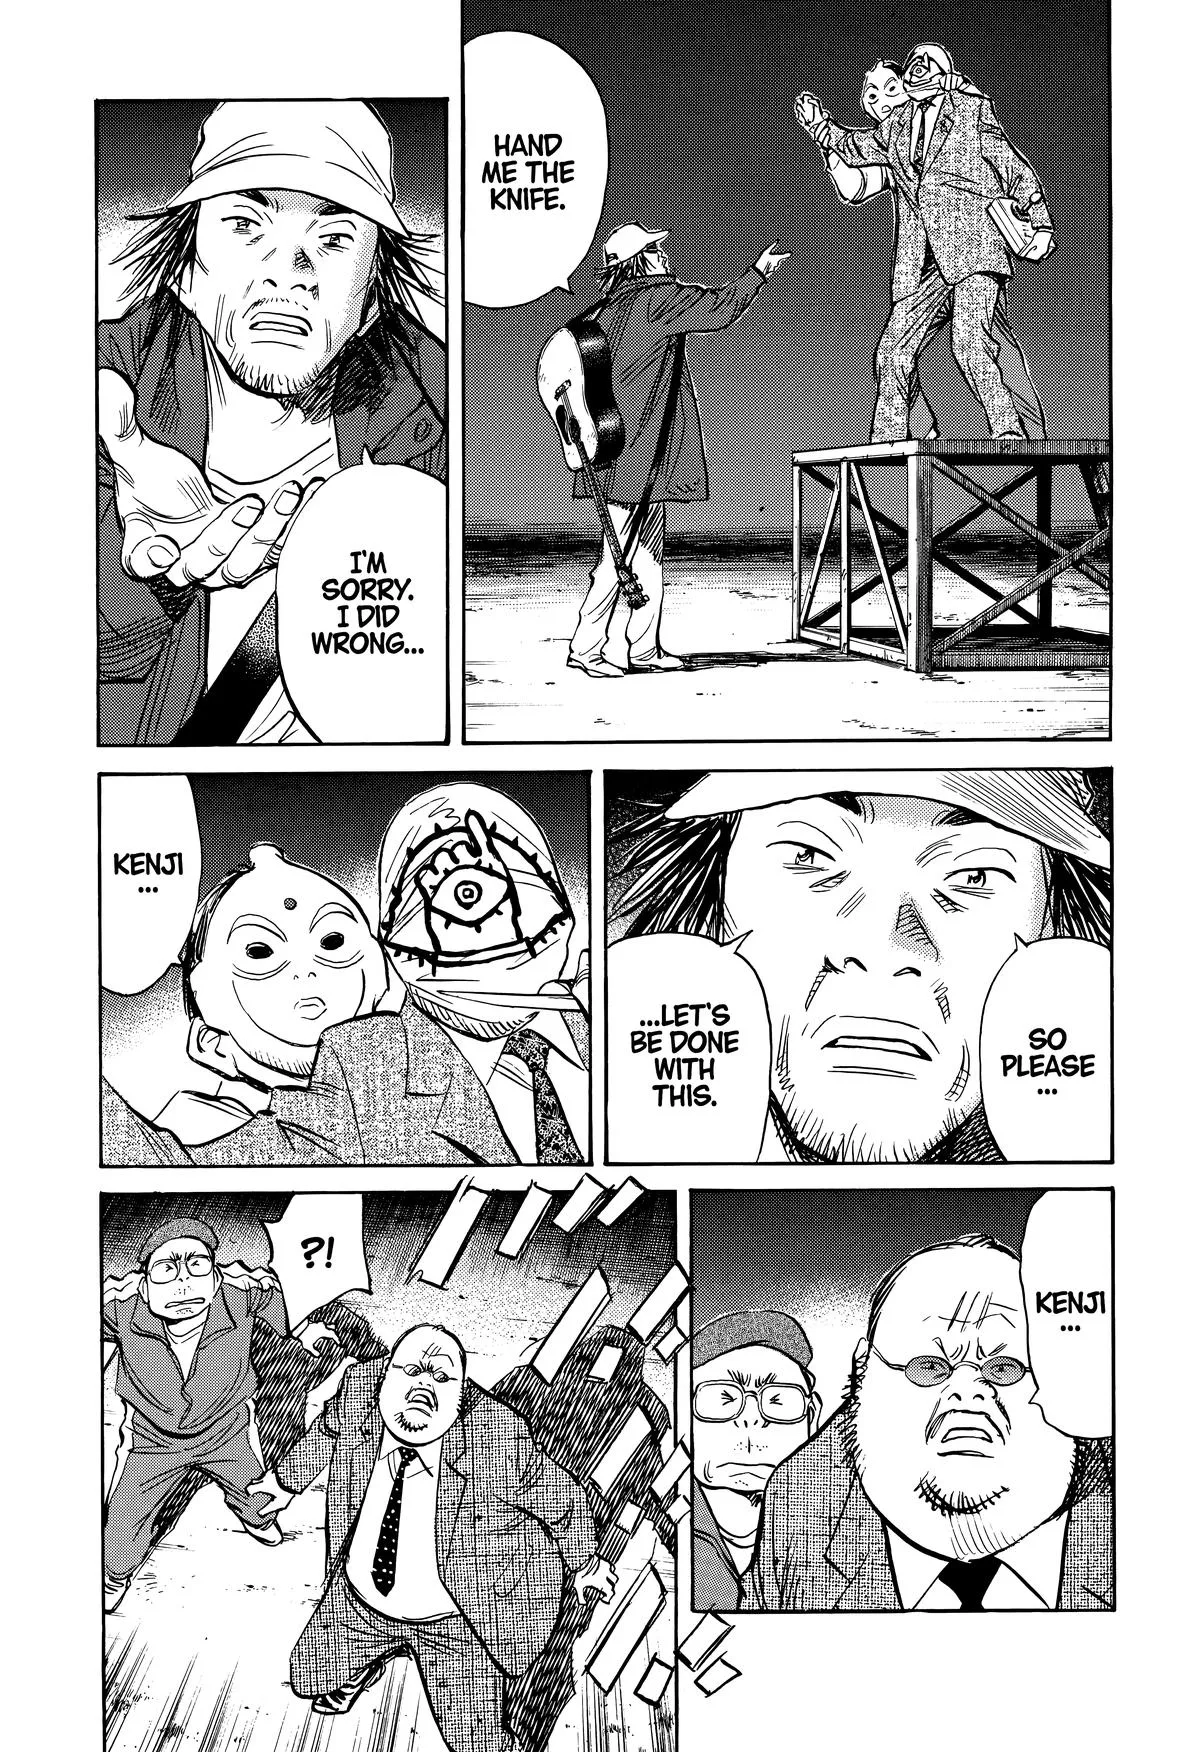 HAND
ME THE
KNIFE.
I'M
SORRY.
I DID
WRONG...
SO
PLEASE
...
...LET'S
BE DONE
WITH
THIS.
KENJI
...
KENJI
...
?!